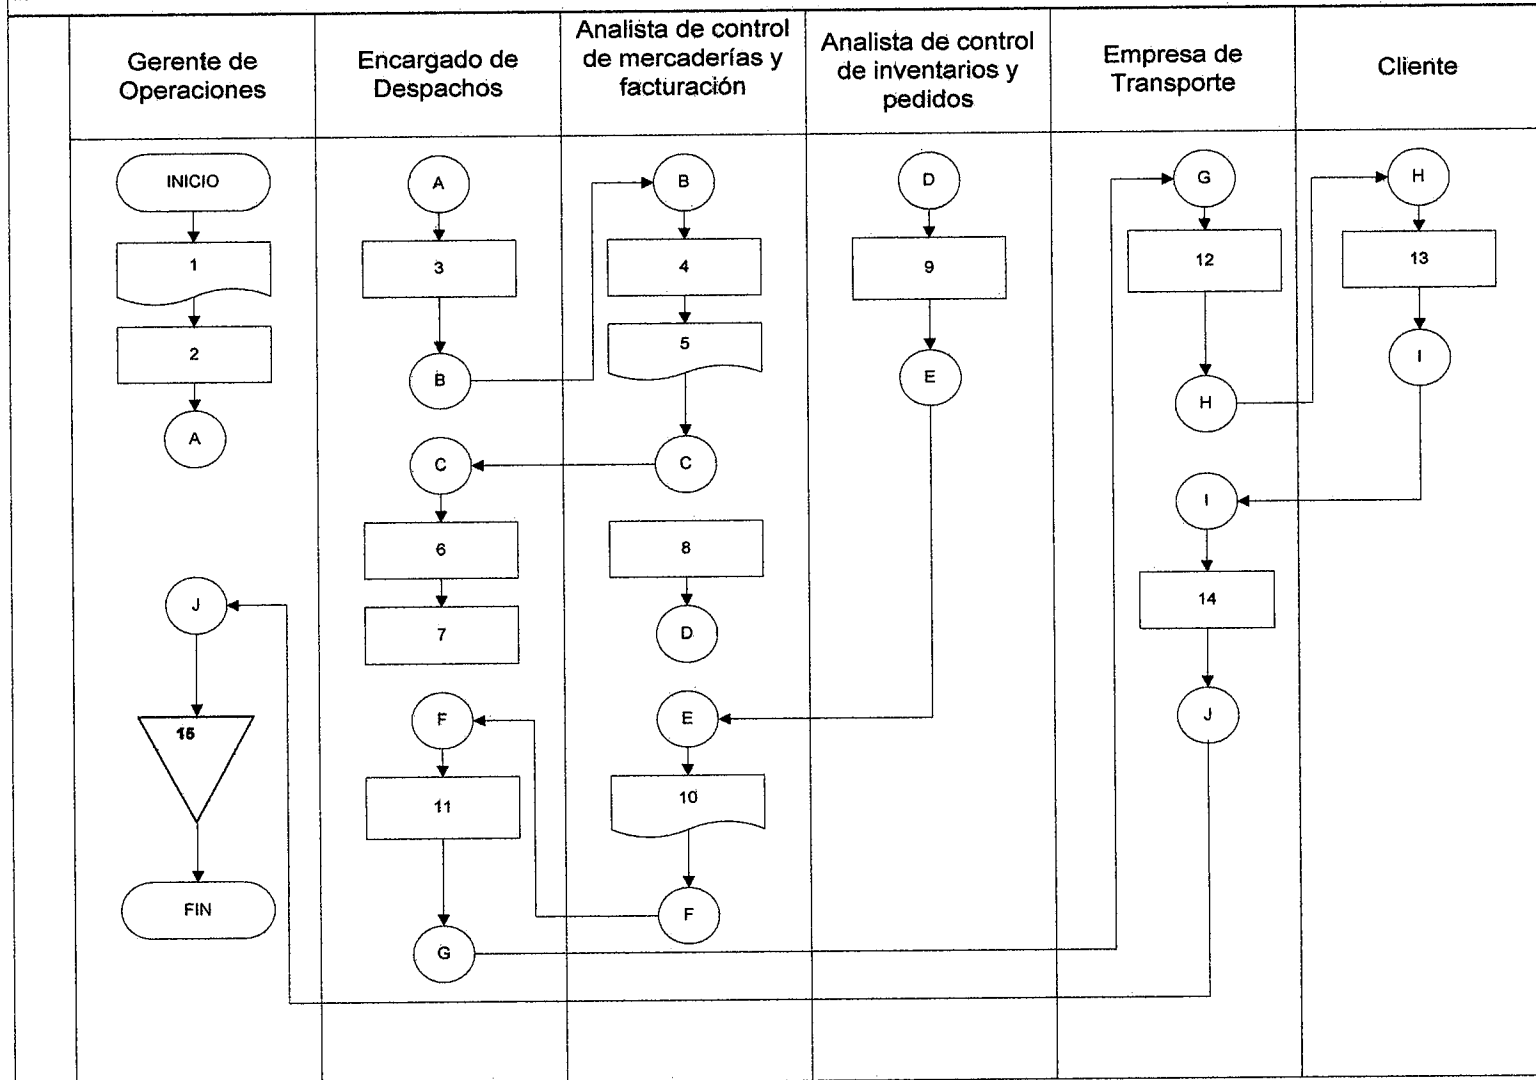 Gerente de
Operaciones
Encargado de
Despachos
Analista de control
de mercaderías y
facturación
Analista de control
de inventarios y
pedidos
Empresa de
Transporte
Cliente
INICIO
1
2
A
J
15
FIN
A
3
B
C
6
7
F
11
G
B
4
5
C
8
D
E
10
F
D
9
E
G
12
H
I
14
J
H
13
I